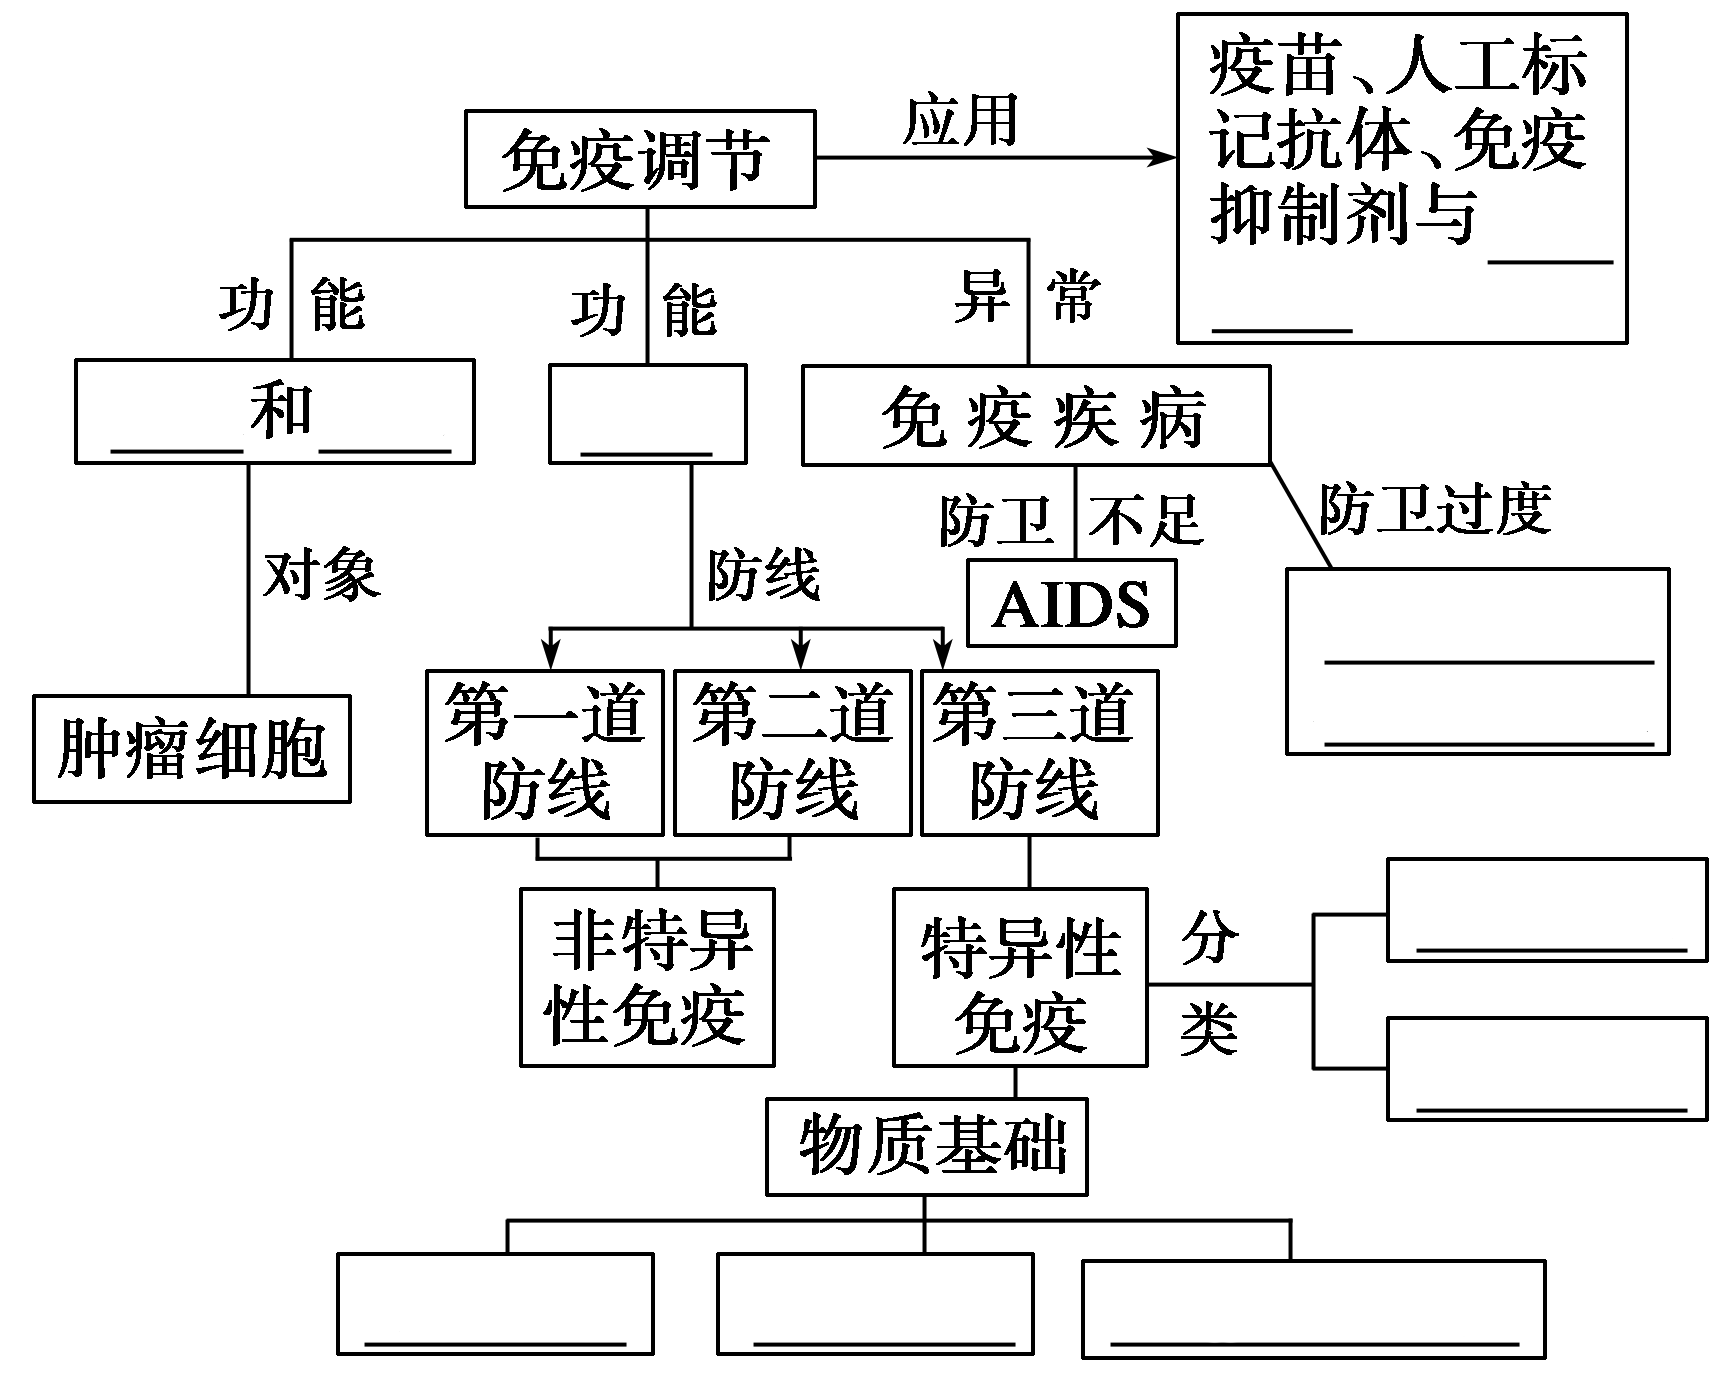 免疫调节
应用
疫苗、人工标
记抗体、免疫
抑制剂与
功能
功能
异常
和
免疫疾病
防卫不足
防卫过度
对象
防线
AIDS
肿瘤细胞
第一道
防线
第二道
防线
第三道
防线
非特异
性免疫
特异性
免疫
分
类
物质基础